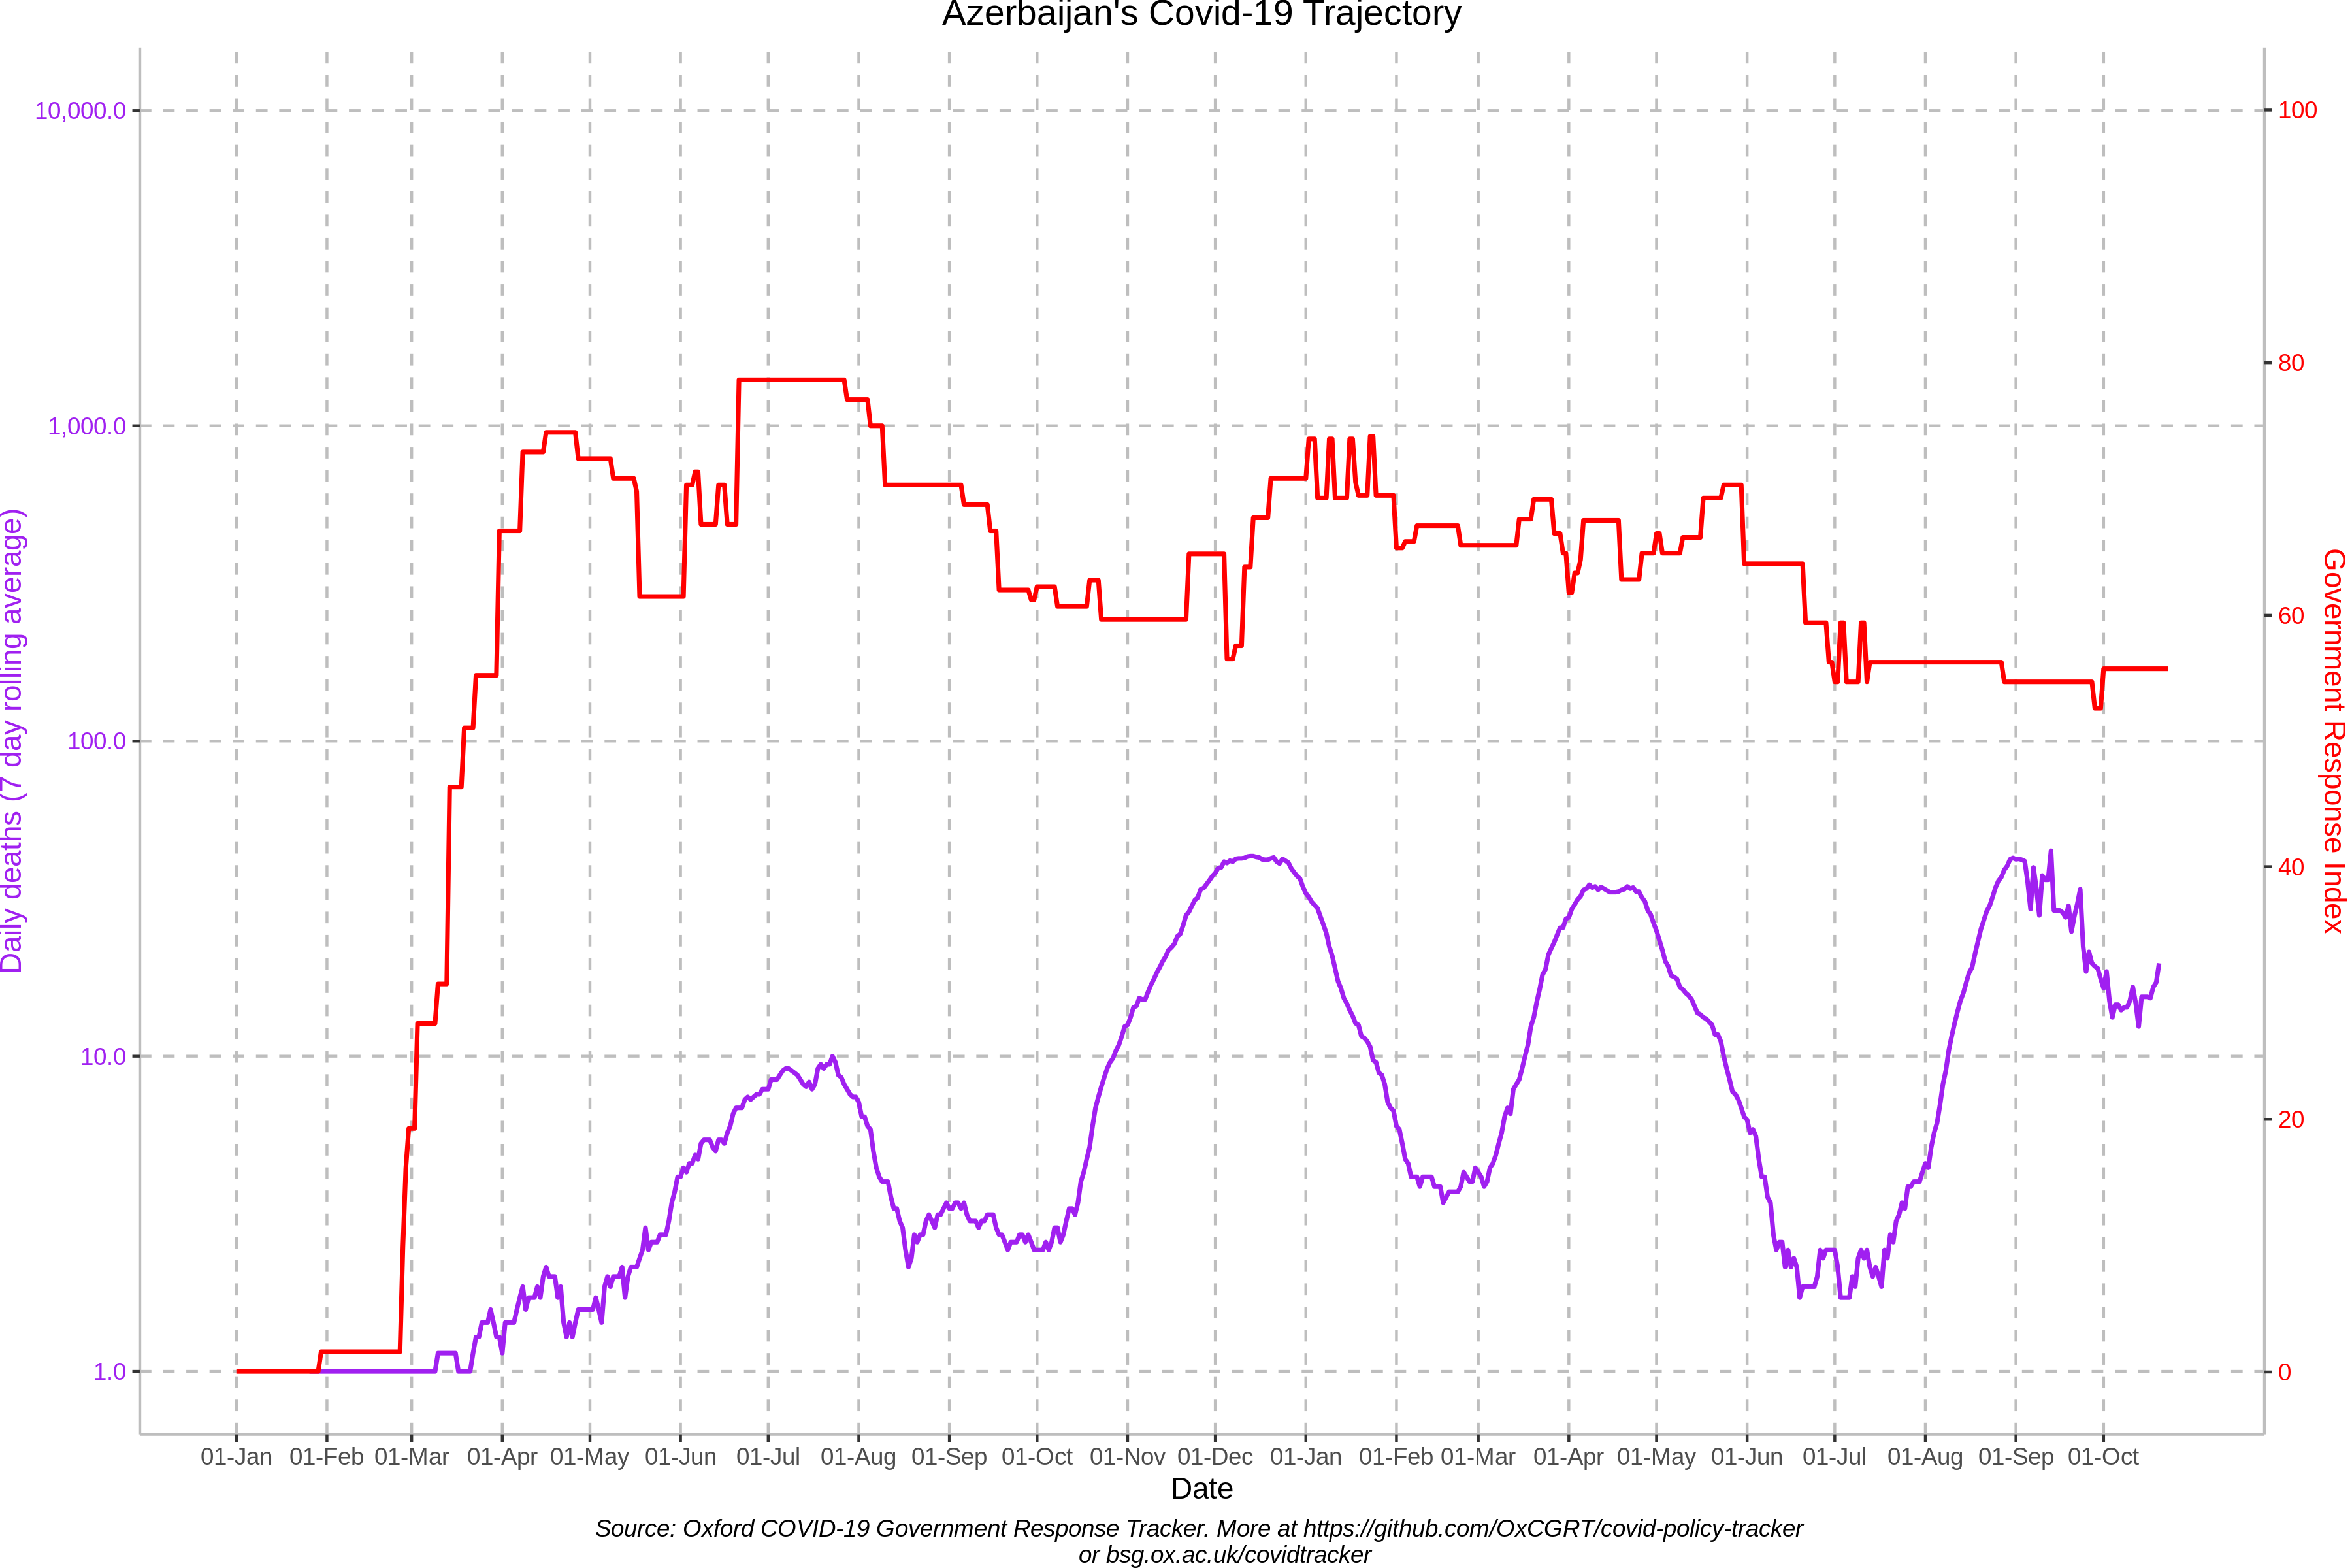 Azerbaijan's Covid-19 Trajectory
10,000.0
1,000.0
100.0
10.0
1.0
Daily deaths (7 day rolling average)
100
80
60
40
20
0
Government Response Index
01-Jan 01-Feb 01-Mar 01-Apr 01-May 01-Jun 01-Jul 01-Aug 01-Sep 01-Oct 01-Nov 01-Dec 01-Jan 01-Feb 01-Mar 01-Apr 01-May 01-Jun 01-Jul 01-Aug 01-Sep 01-Oct
Date
Source: Oxford COVID-19 Government Response Tracker. More at https://github.com/OxCGRT/covid-policy-tracker
or bsg.ox.ac.uk/covidtracker